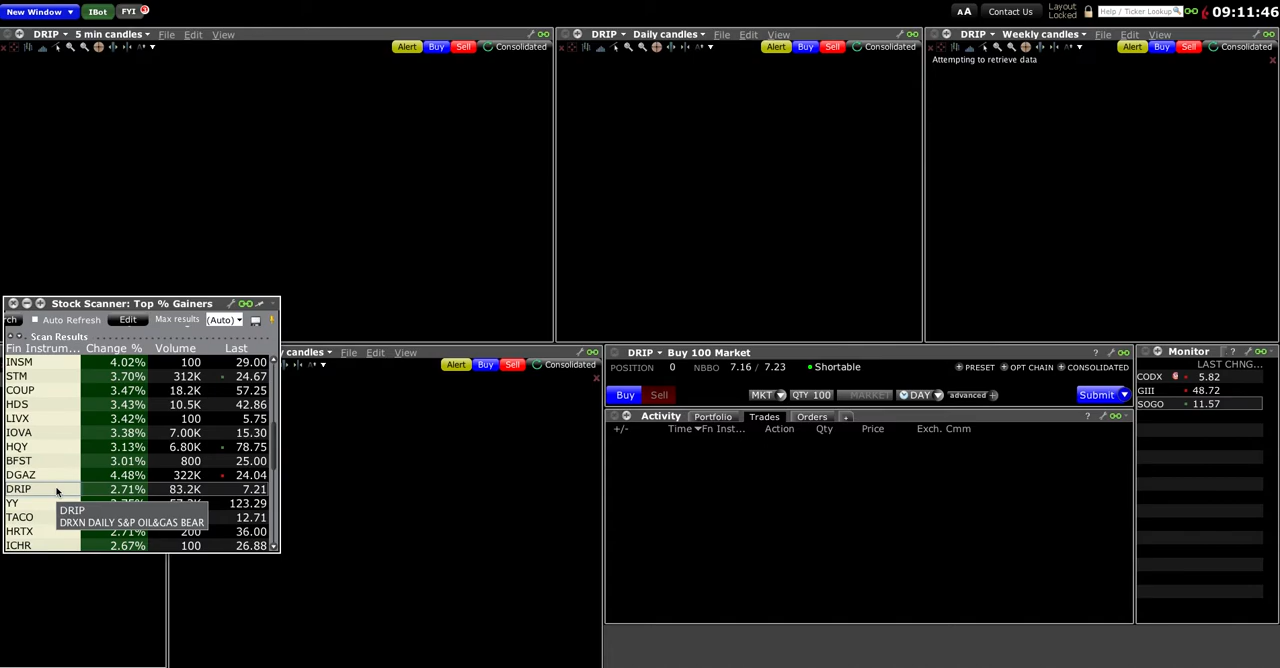 New Window IBot FYI AA Contact Us Layout Locked Help / Ticker Lookup 09:11:46
DRIP 5 min candles File Edit View
Alert Buy Sell Consolidated
DRIP Daily candles File Edit View
Alert Buy Sell Consolidated
DRIP Weekly candles File Edit View
Alert Buy Sell Consolidated
Attempting to retrieve data
Stock Scanner: Top % Gainers
rch Auto Refresh Edit Max results (Auto)
Scan Results
Fin Instrum... Change % Volume Last
INSM 4.02% 100 29.00
STM 3.70% 312K 24.67
COUP 3.47% 18.2K 57.25
HDS 3.43% 10.5K 42.86
LIVX 3.42% 100 5.75
IOVA 3.38% 7.00K 15.30
HQY 3.13% 6.80K 78.75
BFST 3.01% 800 25.00
DGAZ 4.48% 322K 24.04
DRIP 2.71% 83.2K 7.21
YY 123.29
TACO 12.71
HRTX 2.71% 200 36.00
ICHR 2.67% 100 26.88
DRIP
DRXN DAILY S&P OIL&GAS BEAR
y candles File Edit View
Alert Buy Sell Consolidated
DRIP Buy 100 Market ?
POSITION 0 NBBO 7.16 / 7.23 Shortable PRESET OPT CHAIN CONSOLIDATED
Buy Sell MKT QTY 100 MARKET DAY advanced + Submit
Activity Portfolio Trades Orders + ?
+/- Time Fn Inst... Action Qty Price Exch. Cmm
Monitor ?
LAST CHNG...
CODX 5.82
GIII 48.72
SOGO 11.57